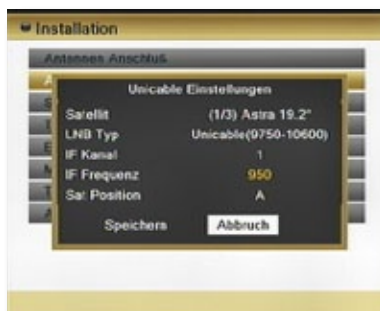 Installation
Antennen Anschluß
Unicable Einstellungen
Satellit (1/3) Astra 19.2°
LNB Typ Unicable(9750-10600)
IF Kanal 1
IF Frequenz 950
Sat Position A
Speichern Abbruch